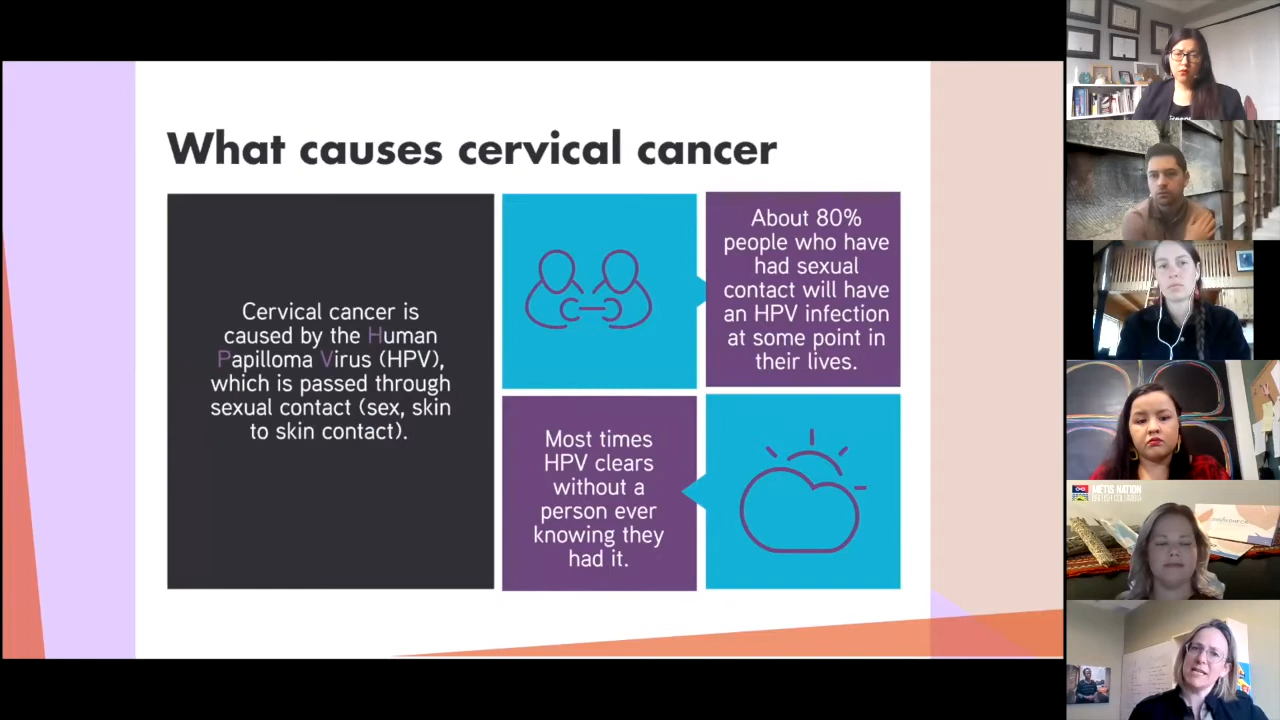 What causes cervical cancer
Cervical cancer is
caused by the Human
Papilloma Virus (HPV),
which is passed through
sexual contact (sex, skin
to skin contact).
About 80%
people who have
had sexual
contact will have
an HPV infection
at some point in
their lives.
Most times
HPV clears
without a
person ever
knowing they
had it.
MÉTIS NATION
BRITISH COLUMBIA